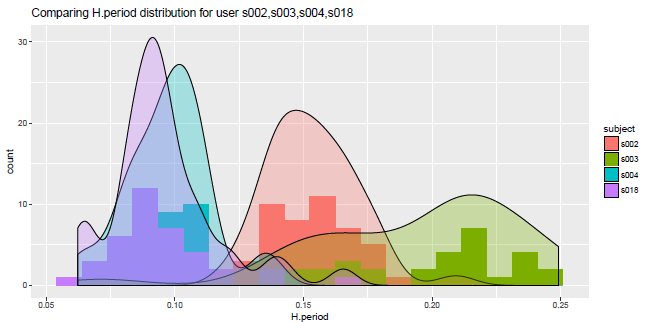 Comparing H.period distribution for user s002,s003,s004,s018
30
20
10
0
count
0.05 0.10 0.15 0.20 0.25
H.period
subject
s002
s003
s004
s018